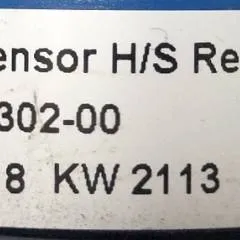 ensor H/S Re
302-00
8 KW 2113